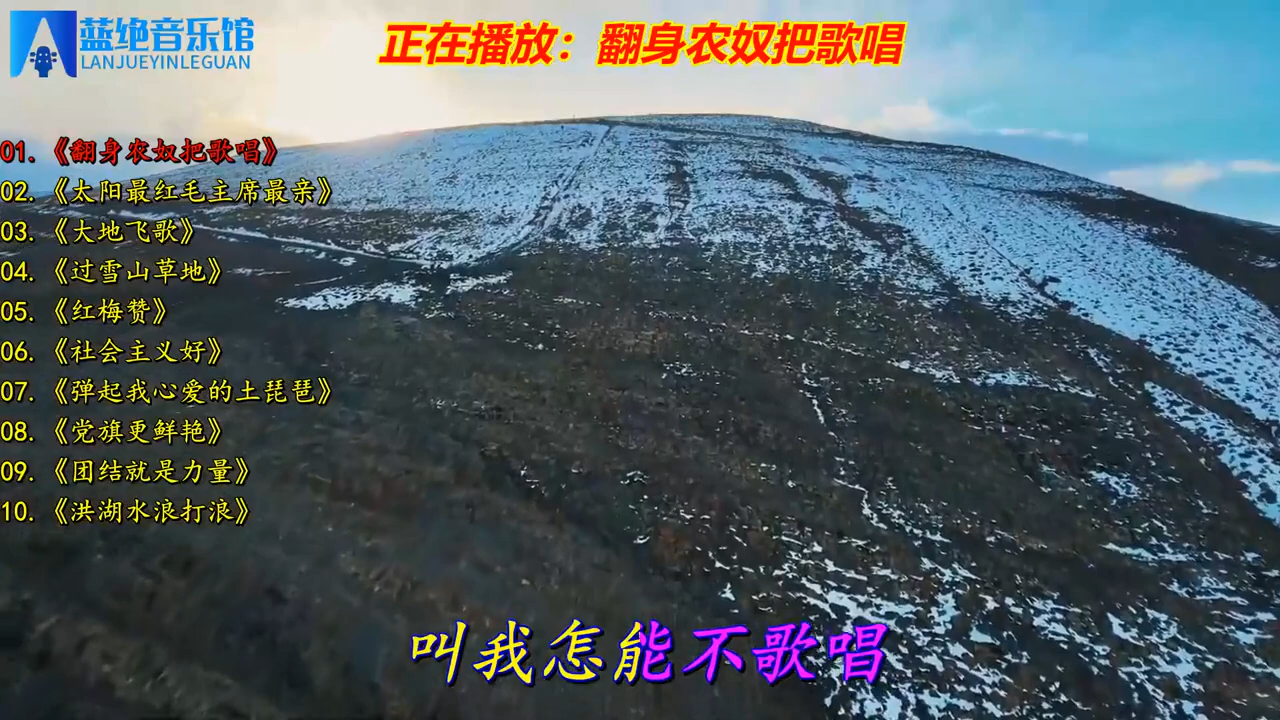 蓝绝音乐馆
LANJUEYINLEGUAN
正在播放：翻身农奴把歌唱
01.《翻身农奴把歌唱》
02.《太阳最红毛主席最亲》
03.《大地飞歌》
04.《过雪山草地》
05.《红梅赞》
06.《社会主义好》
07.《弹起我心爱的土琵琶》
08.《党旗更鲜艳》
09.《团结就是力量》
10.《洪湖水浪打浪》
叫我怎能不歌唱